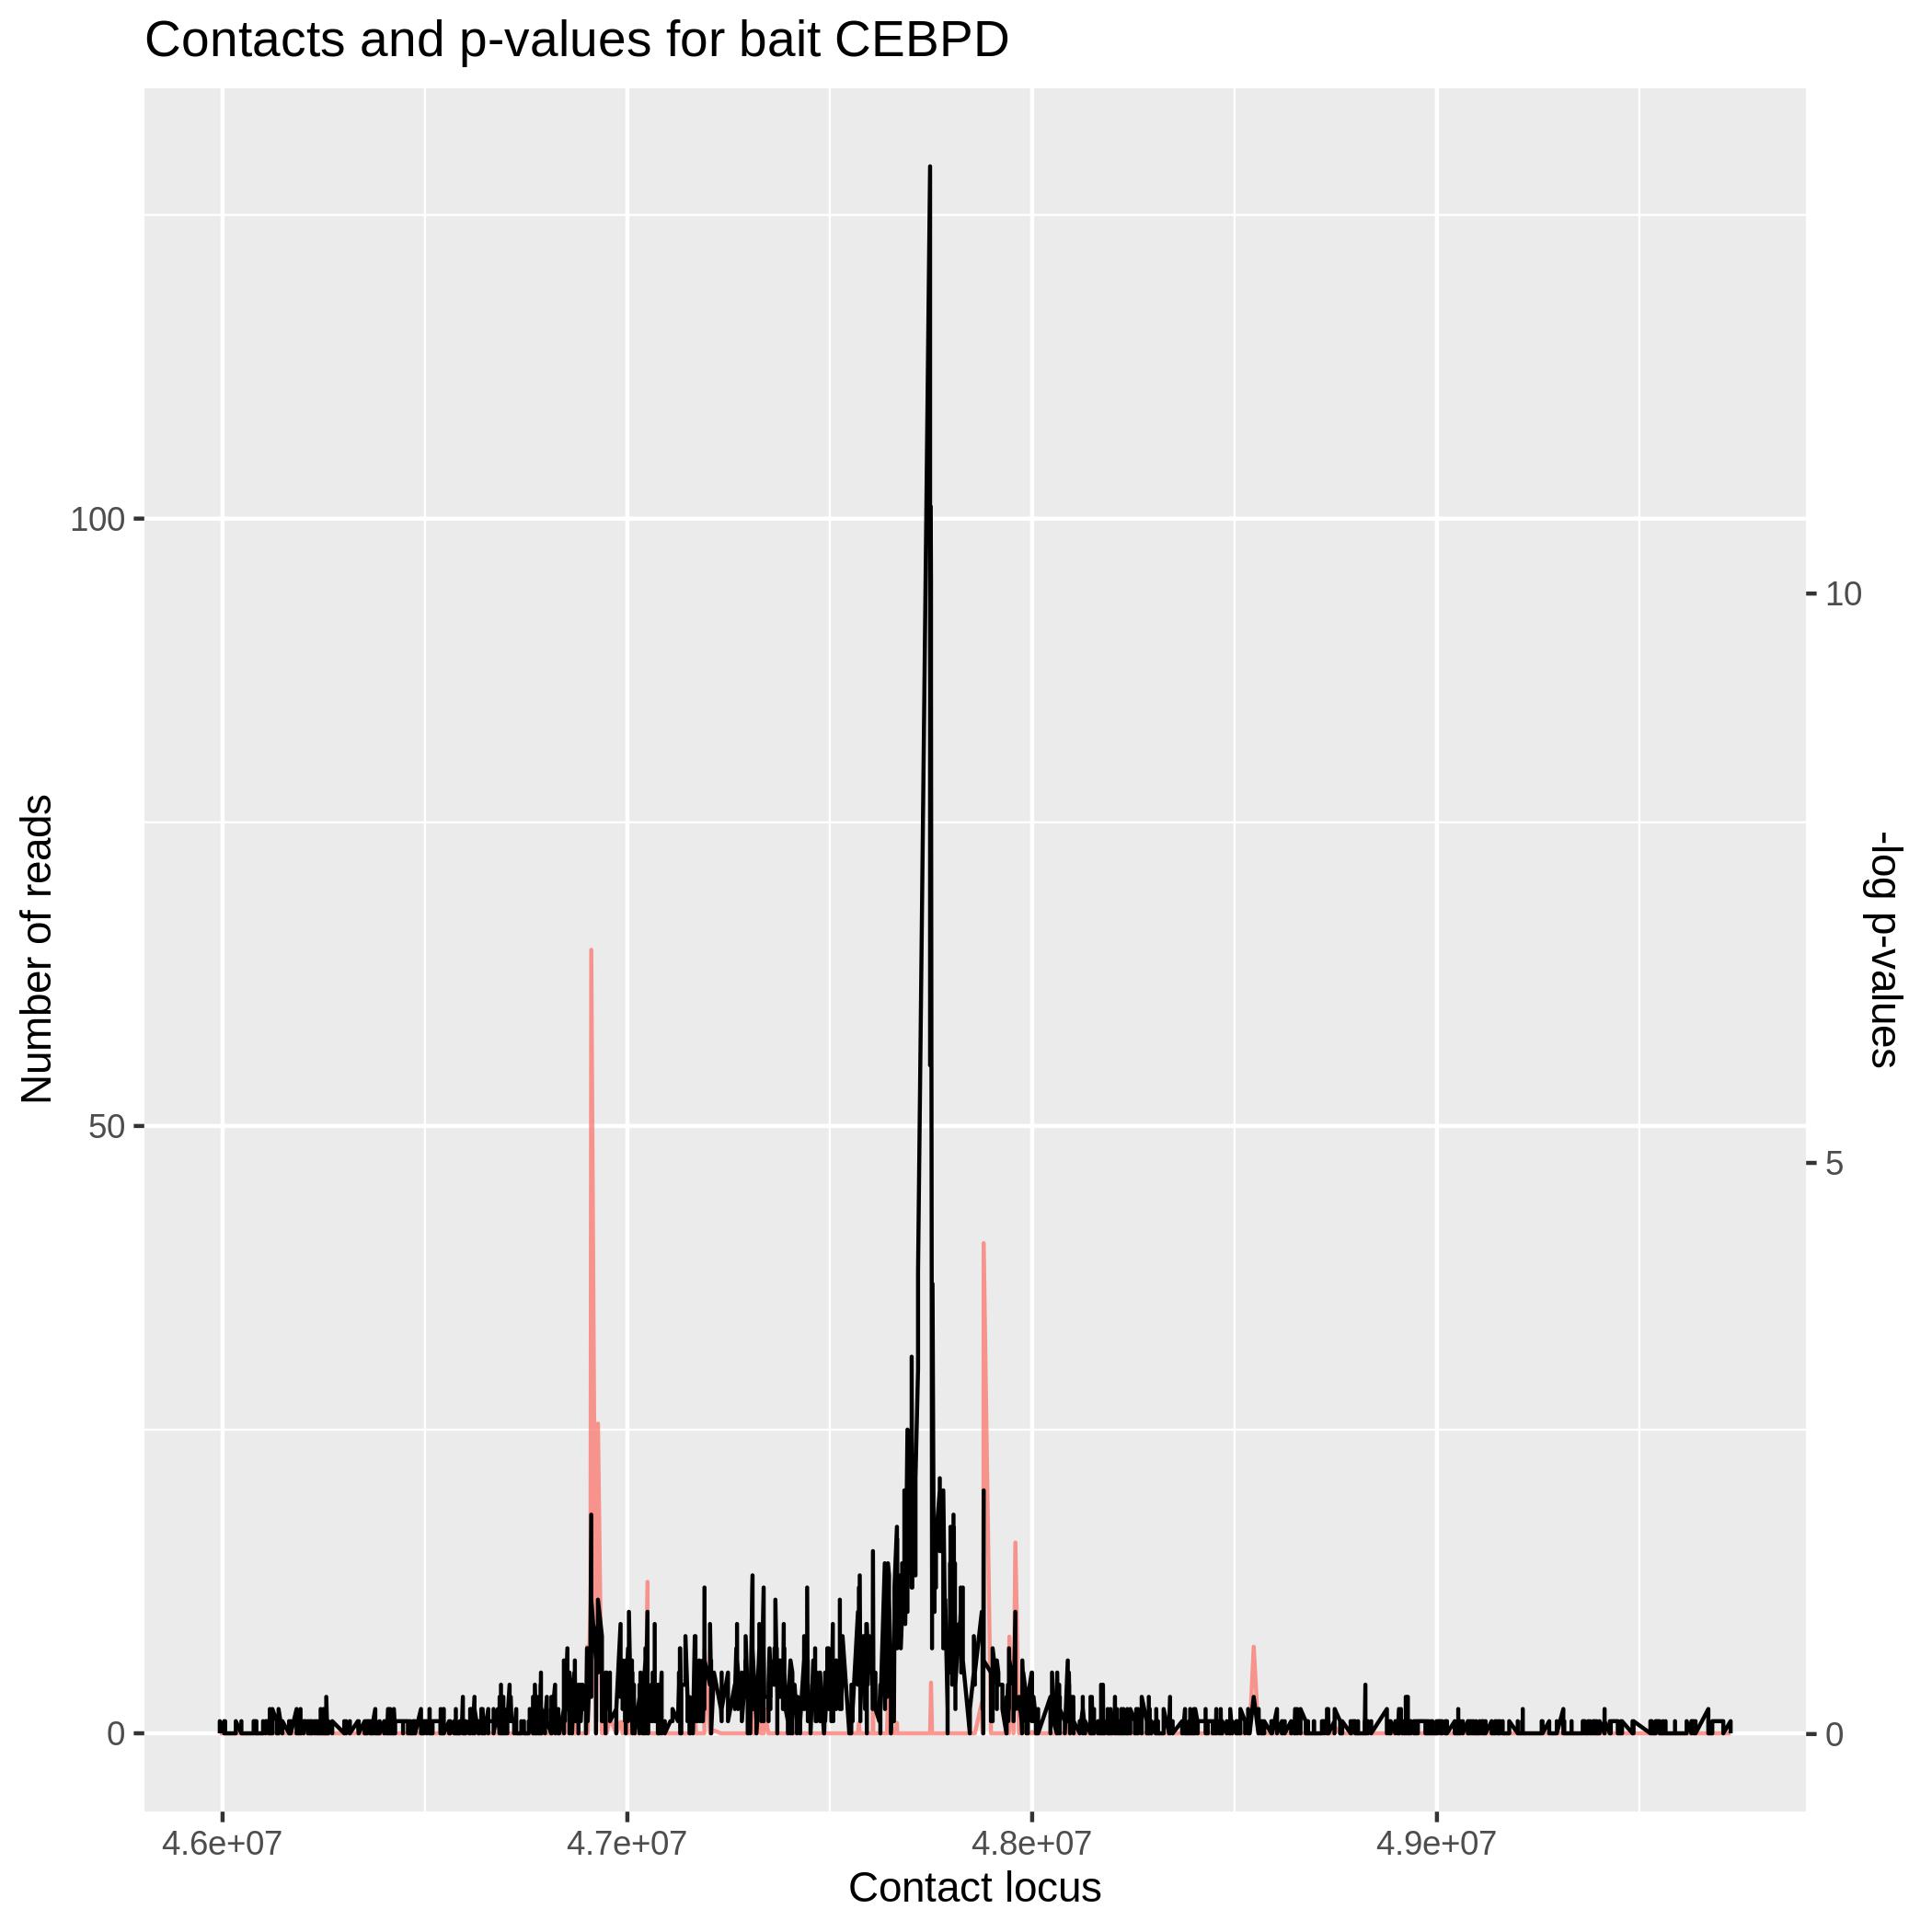 Contacts and p-values for bait CEBPD
Number of reads
100
50
0
10
5
0
-log p-values
4.6e+07
4.7e+07
4.8e+07
4.9e+07
Contact locus